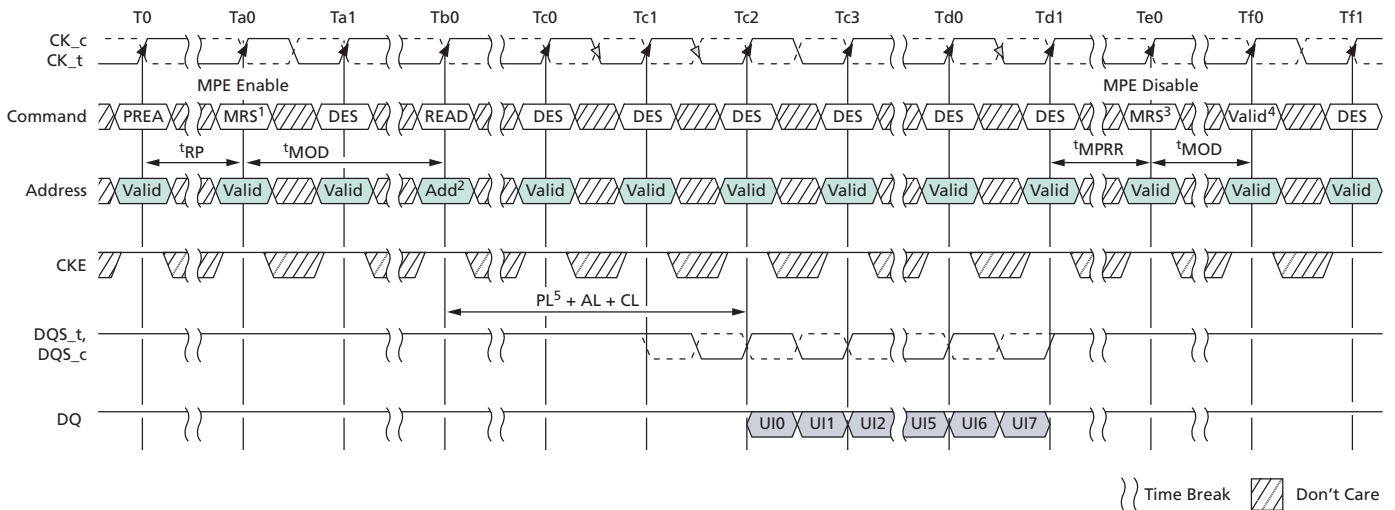 T0 Ta0 Ta1 Tb0 Tc0 Tc1 Tc2 Tc3 Td0 Td1 Te0 Tf0 Tf1
CK_c
CK_t
MPE Enable MPE Disable
Command PREA MRS1 DES READ DES DES DES DES DES DES MRS3 Valid4 DES
tRP tMOD tMPRR tMOD
Address Valid Valid Valid Add2 Valid Valid Valid Valid Valid Valid Valid Valid Valid
CKE
PL5 + AL + CL
DQS_t,
DQS_c
DQ UI0 UI1 UI2 UI5 UI6 UI7
Time Break Don't Care